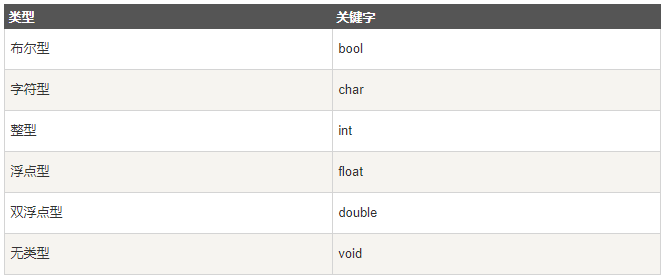 类型 关键字
布尔型 bool
字符型 char
整型 int
浮点型 float
双浮点型 double
无类型 void